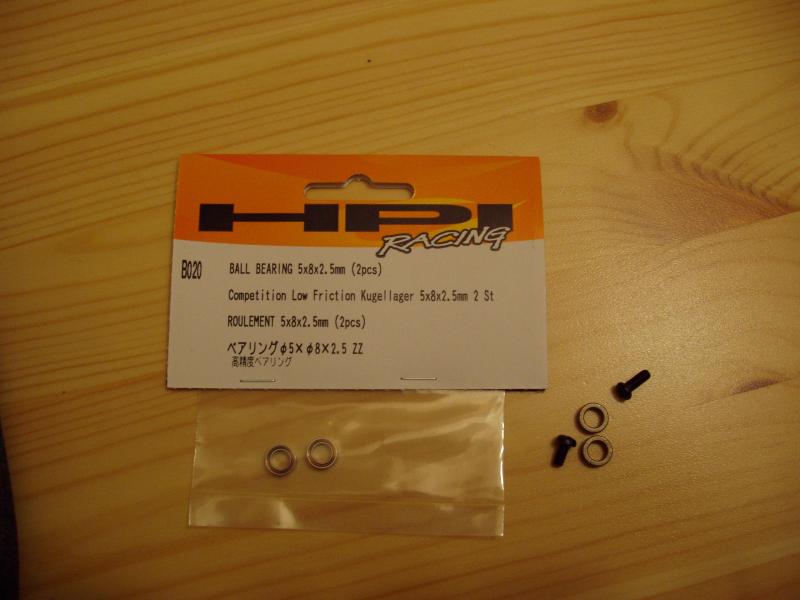 HPI
RACING
B020
BALL BEARING 5x8x2.5mm (2pcs)
Competition Low Friction Kugellager 5x8x2.5mm 2 St
ROULEMENT 5x8x2.5mm (2pcs)
ベアリングφ5×φ8×2.5 ZZ
高精度ベアリング